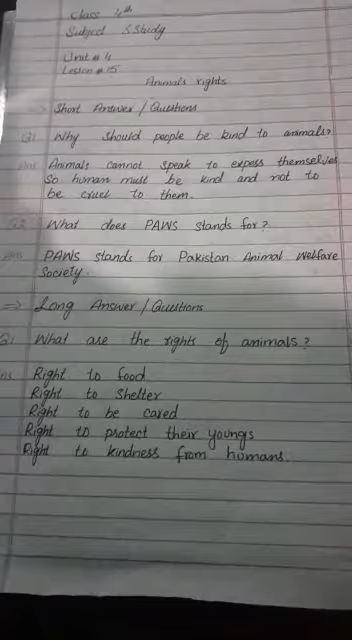 Class 4th
Subject S.Study
Unit # 4
Lesson # 15
Animals rights
=> Short Answer / Questions
Q1 Why should people be kind to animals?
Ans Animals cannot speak to expess themselves
So human must be kind and not to
be cruel to them.
Q2 What does PAWS stands for?
Ans PAWS stands for Pakistan Animal Welfare
Society.
=> Long Answer / Questions
Q1 What are the rights of animals?
Ans Right to food
Right to Shelter
Right to be cared
Right to protect their youngs
Right to kindness from humans.